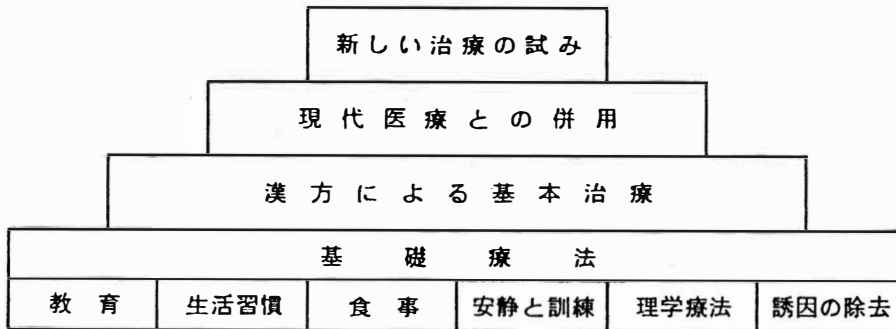 新しい治療の試み
現代医療との併用
漢方による基本治療
基礎療法
教育 生活習慣 食事 安静と訓練 理学療法 誘因の除去